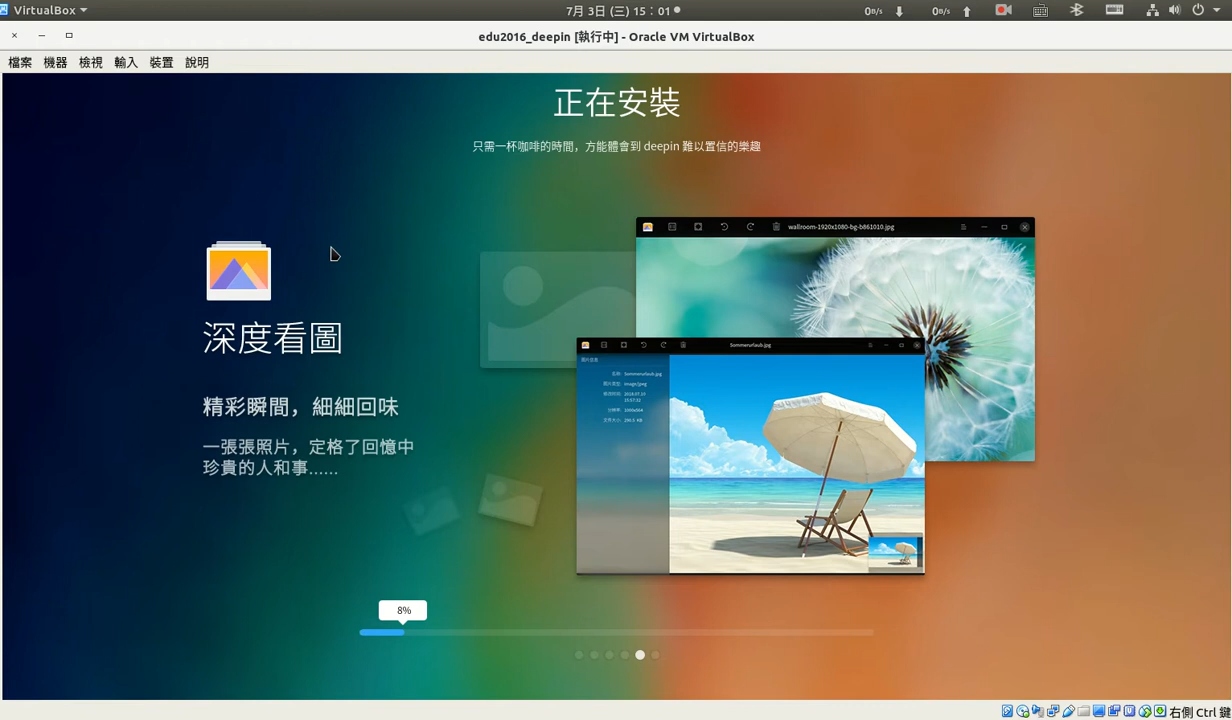 VirtualBox
7月 3日 (三) 15：01
0B/s
0B/s
edu2016_deepin [執行中] - Oracle VM VirtualBox
檔案 機器 檢視 輸入 裝置 說明
正在安裝
只需一杯咖啡的時間，方能體會到 deepin 難以置信的樂趣
wallroom-1920x1080-bg-b861010.jpg
深度看圖
精彩瞬間，細細回味
一張張照片，定格了回憶中
珍貴的人和事......
Sommerurlaub.jpg
Sommerurlaub.jpg
image/jpeg
8%
右側 Ctrl 鍵